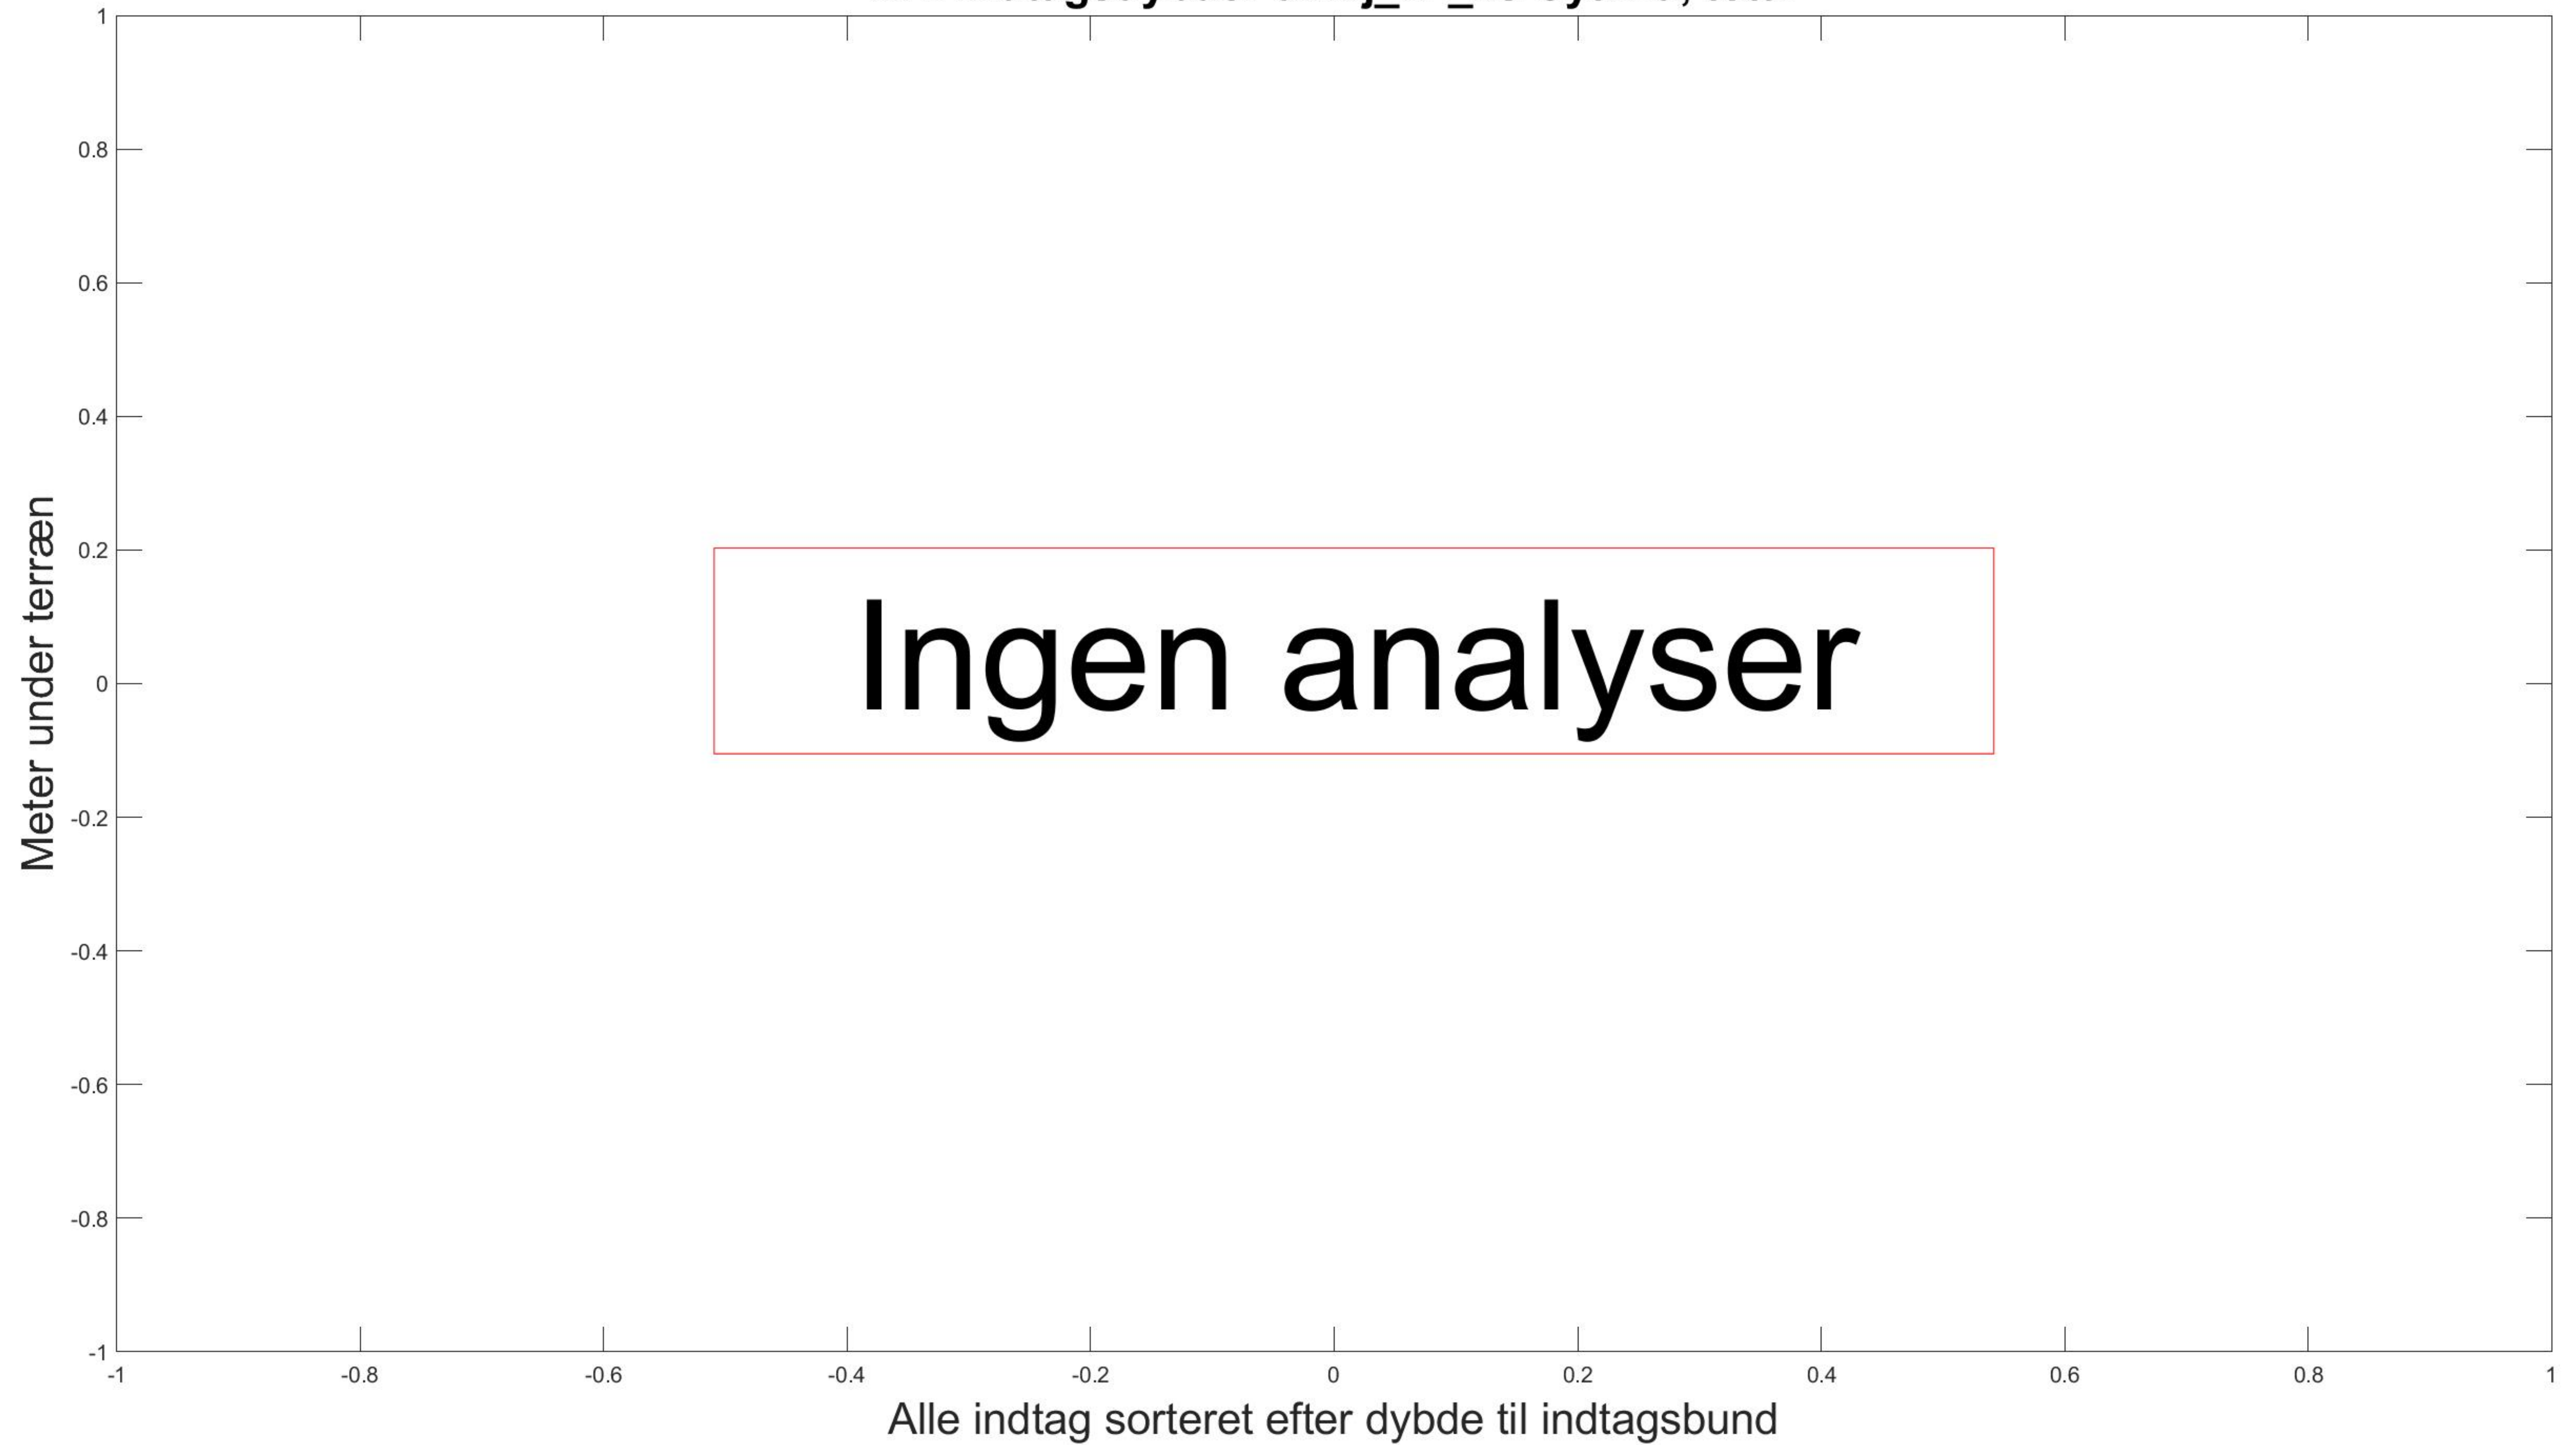 Meter under terræn
1
0.8
0.6
0.4
0.2
0
-0.2
-0.4
-0.6
-0.8
-1
Ingen analyser
-1 -0.8 -0.6 -0.4 -0.2 0 0.2 0.4 0.6 0.8 1
Alle indtag sorteret efter dybde til indtagsbund